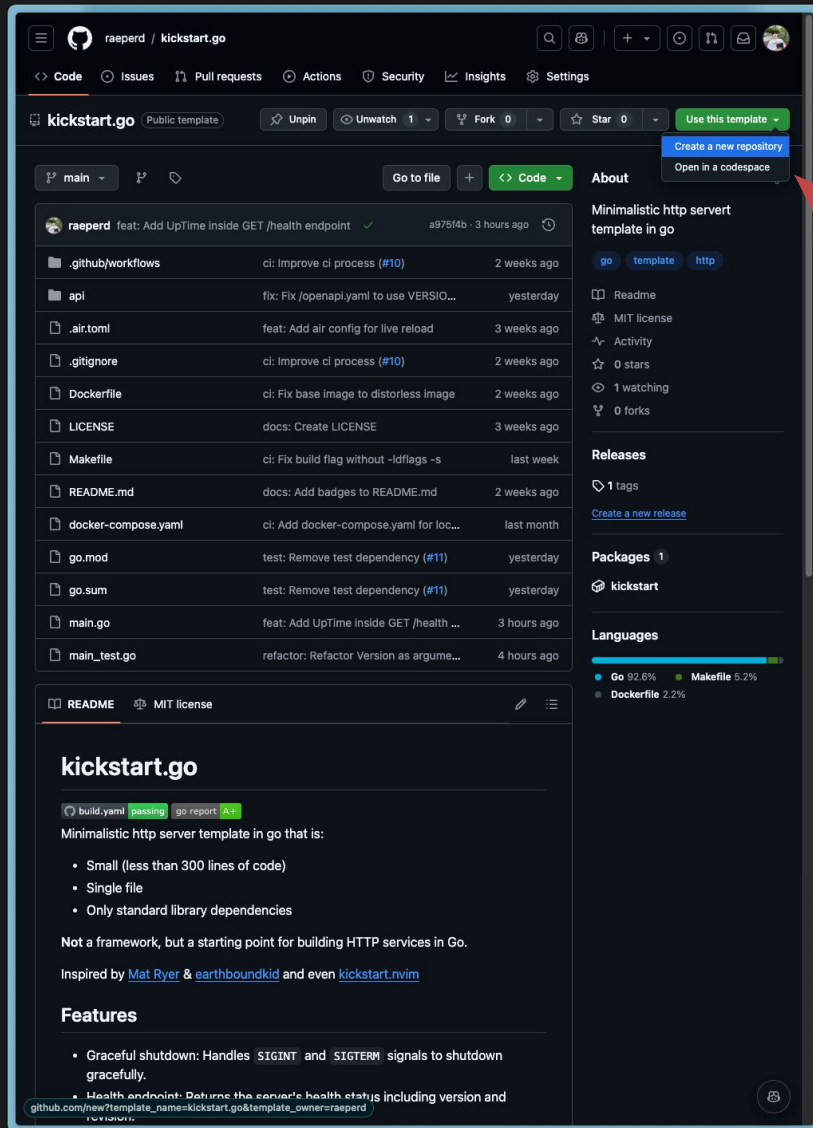 raeperd / kickstart.go
Code Issues Pull requests Actions Security Insights Settings
kickstart.go Public template Unpin Unwatch 1 Fork 0 Star 0 Use this template
Create a new repository
Open in a codespace
main Go to file Code
raeperd feat: Add UpTime inside GET /health endpoint a975f4b · 3 hours ago
.github/workflows ci: Improve ci process (#10) 2 weeks ago
api fix: Fix /openapi.yaml to use VERSIO... yesterday
.air.toml feat: Add air config for live reload 3 weeks ago
.gitignore ci: Improve ci process (#10) 2 weeks ago
Dockerfile ci: Fix base image to distorless image 2 weeks ago
LICENSE docs: Create LICENSE 3 weeks ago
Makefile ci: Fix build flag without -ldflags -s last week
README.md docs: Add badges to README.md 2 weeks ago
docker-compose.yaml ci: Add docker-compose.yaml for loc... last month
go.mod test: Remove test dependency (#11) yesterday
go.sum test: Remove test dependency (#11) yesterday
main.go feat: Add UpTime inside GET /health ... 3 hours ago
main_test.go refactor: Refactor Version as argume... 4 hours ago
About
Minimalistic http servert
template in go
go template http
Readme
MIT license
Activity
0 stars
1 watching
0 forks
Releases
1 tags
Create a new release
Packages 1
kickstart
Languages
Go 92.6% Makefile 5.2%
Dockerfile 2.2%
README MIT license
kickstart.go
build.yaml passing go report A+
Minimalistic http server template in go that is:
• Small (less than 300 lines of code)
• Single file
• Only standard library dependencies
Not a framework, but a starting point for building HTTP services in Go.
Inspired by Mat Ryer & earthboundkid and even kickstart.nvim
Features
• Graceful shutdown: Handles SIGINT and SIGTERM signals to shutdown
gracefully.
• Health endpoint: Returns the server's health status including version and
revision.
github.com/new?template_name=kickstart.go&template_owner=raeperd